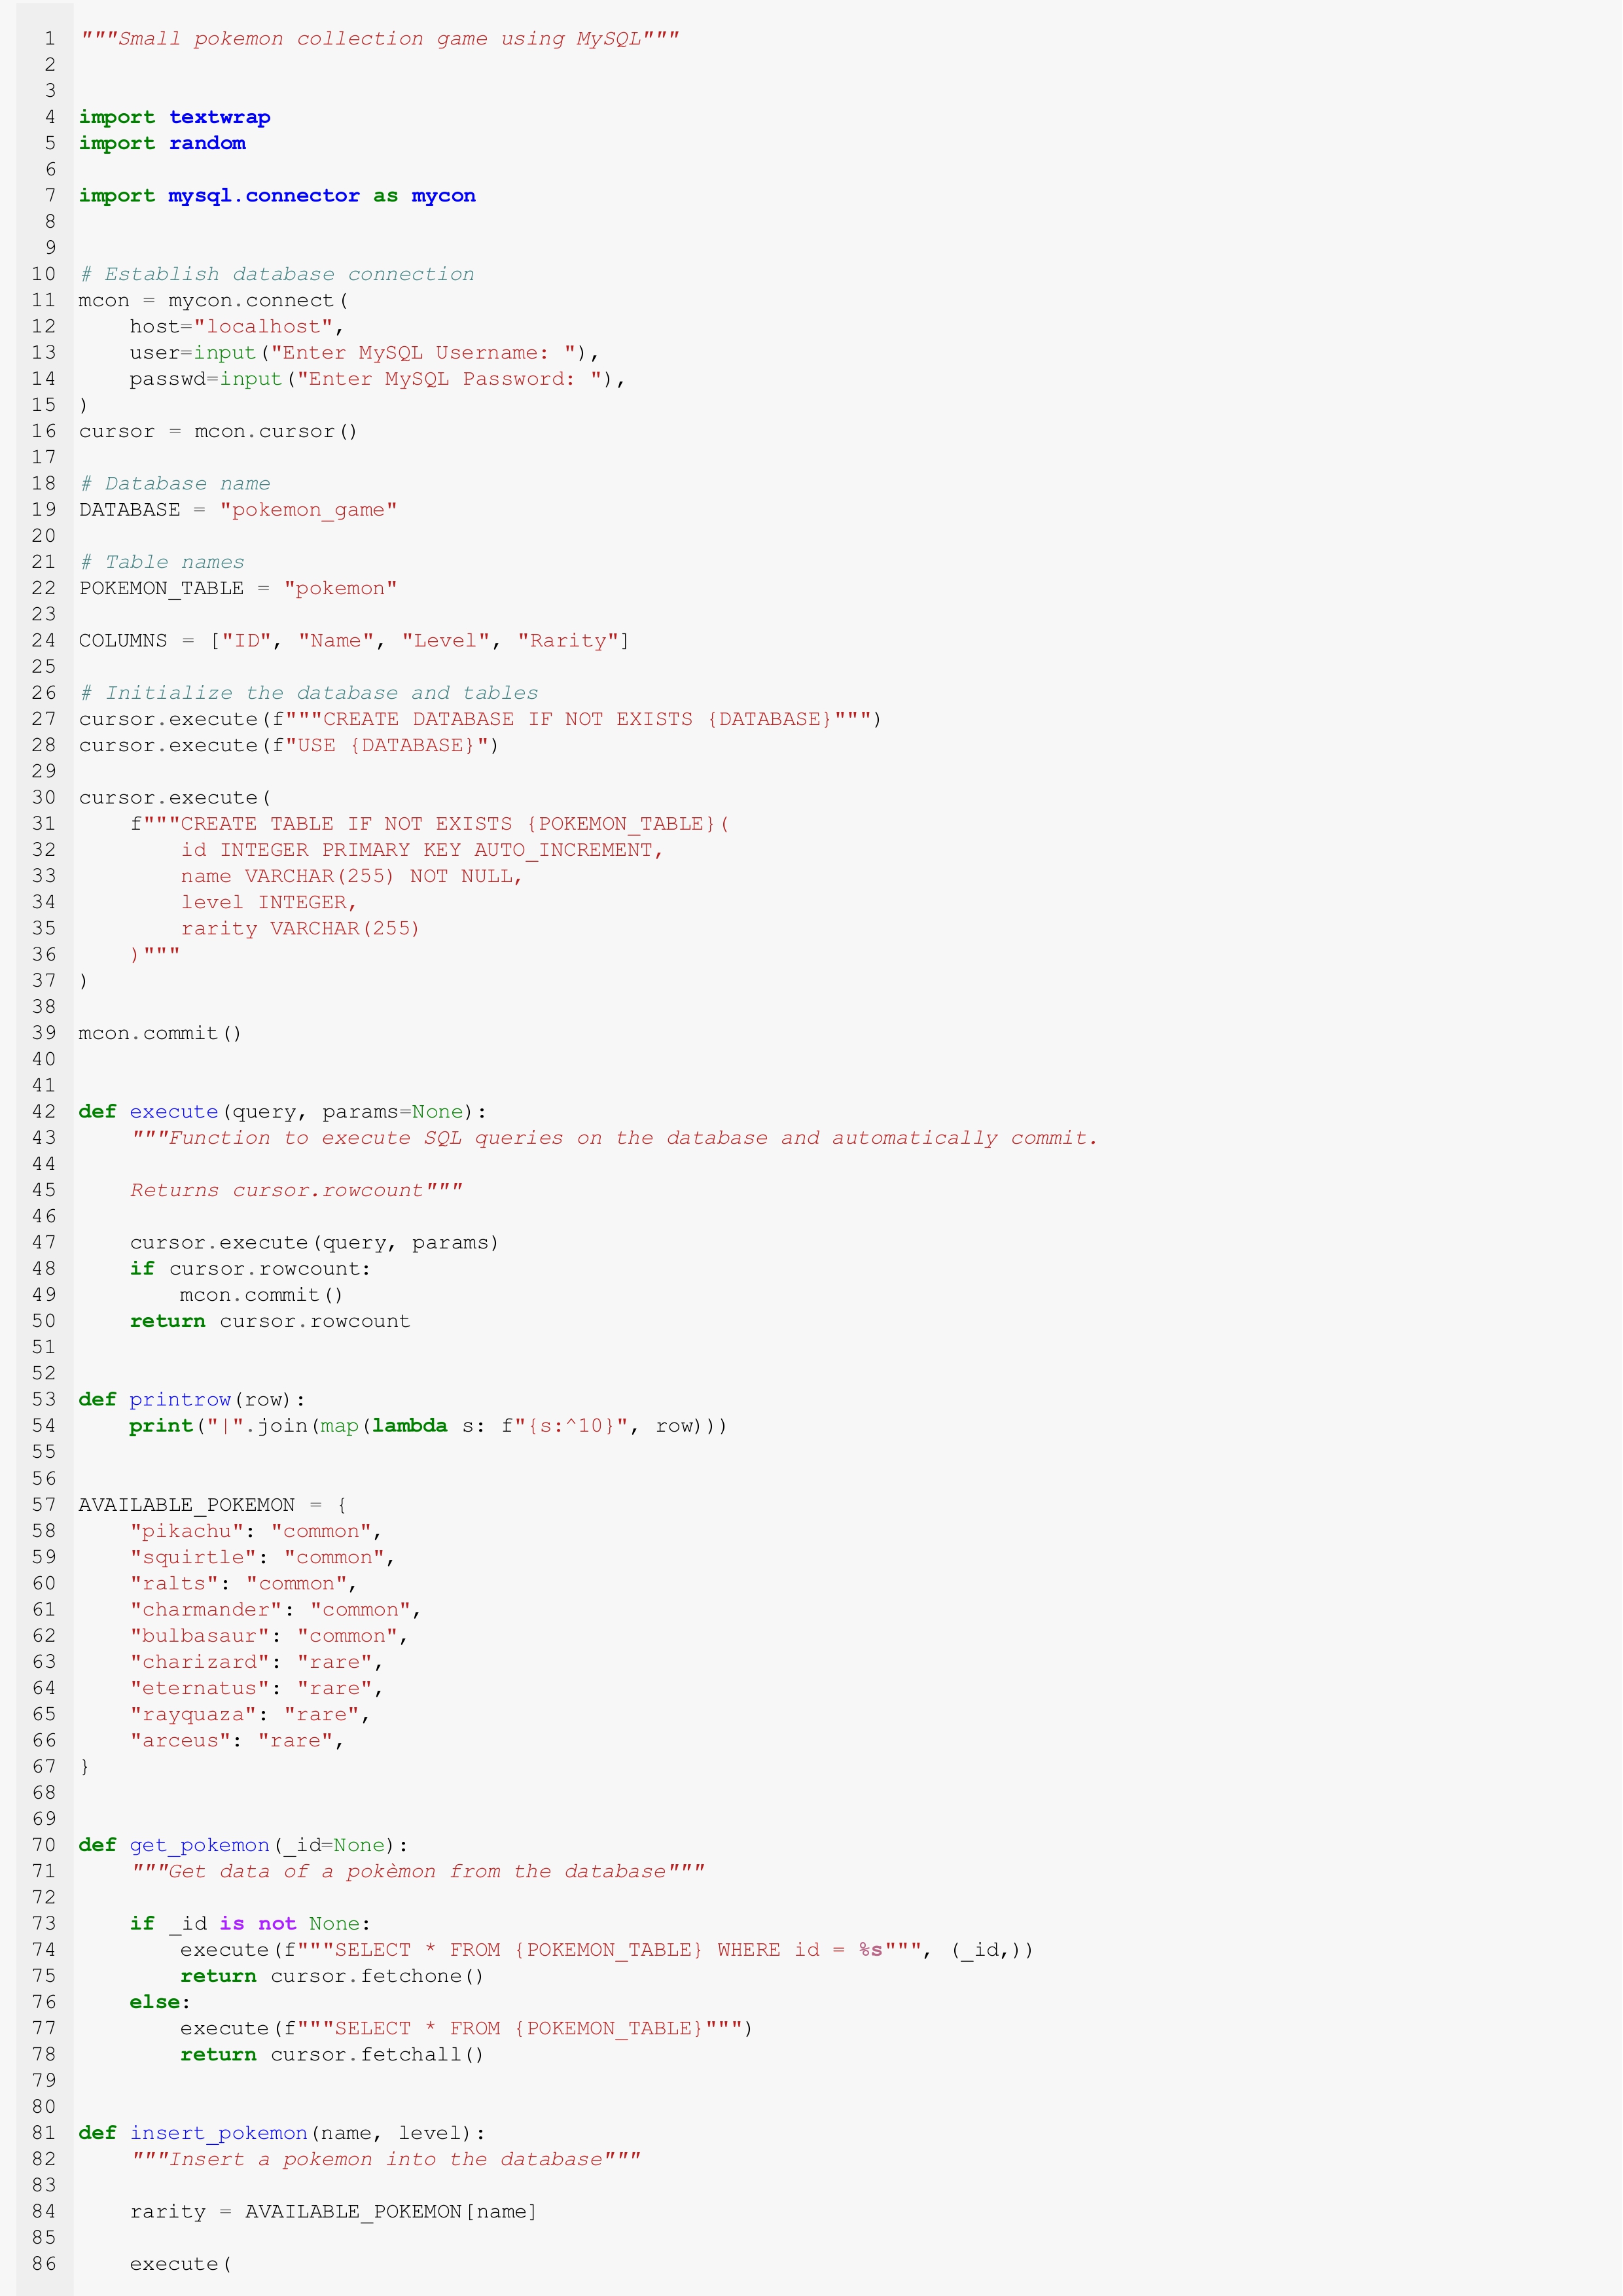 1 """Small pokemon collection game using MySQL"""
2
3
4 import textwrap
5 import random
6
7 import mysql.connector as mycon
8
9
10 # Establish database connection
11 mcon = mycon.connect(
12     host="localhost",
13     user=input("Enter MySQL Username: "),
14     passwd=input("Enter MySQL Password: "),
15 )
16 cursor = mcon.cursor()
17
18 # Database name
19 DATABASE = "pokemon_game"
20
21 # Table names
22 POKEMON_TABLE = "pokemon"
23
24 COLUMNS = ["ID", "Name", "Level", "Rarity"]
25
26 # Initialize the database and tables
27 cursor.execute(f"""CREATE DATABASE IF NOT EXISTS {DATABASE}""")
28 cursor.execute(f"USE {DATABASE}")
29
30 cursor.execute(
31     f"""CREATE TABLE IF NOT EXISTS {POKEMON_TABLE}(
32         id INTEGER PRIMARY KEY AUTO_INCREMENT,
33         name VARCHAR(255) NOT NULL,
34         level INTEGER,
35         rarity VARCHAR(255)
36     )"""
37 )
38
39 mcon.commit()
40
41
42 def execute(query, params=None):
43     """Function to execute SQL queries on the database and automatically commit.
44
45     Returns cursor.rowcount"""
46
47     cursor.execute(query, params)
48     if cursor.rowcount:
49         mcon.commit()
50     return cursor.rowcount
51
52
53 def printrow(row):
54     print("|".join(map(lambda s: f"{s:^10}", row)))
55
56
57 AVAILABLE_POKEMON = {
58     "pikachu": "common",
59     "squirtle": "common",
60     "ralts": "common",
61     "charmander": "common",
62     "bulbasaur": "common",
63     "charizard": "rare",
64     "eternatus": "rare",
65     "rayquaza": "rare",
66     "arceus": "rare",
67 }
68
69
70 def get_pokemon(_id=None):
71     """Get data of a pokèmon from the database"""
72
73     if _id is not None:
74         execute(f"""SELECT * FROM {POKEMON_TABLE} WHERE id = %s""", (_id,))
75         return cursor.fetchone()
76     else:
77         execute(f"""SELECT * FROM {POKEMON_TABLE}""")
78         return cursor.fetchall()
79
80
81 def insert_pokemon(name, level):
82     """Insert a pokemon into the database"""
83
84     rarity = AVAILABLE_POKEMON[name]
85
86     execute(